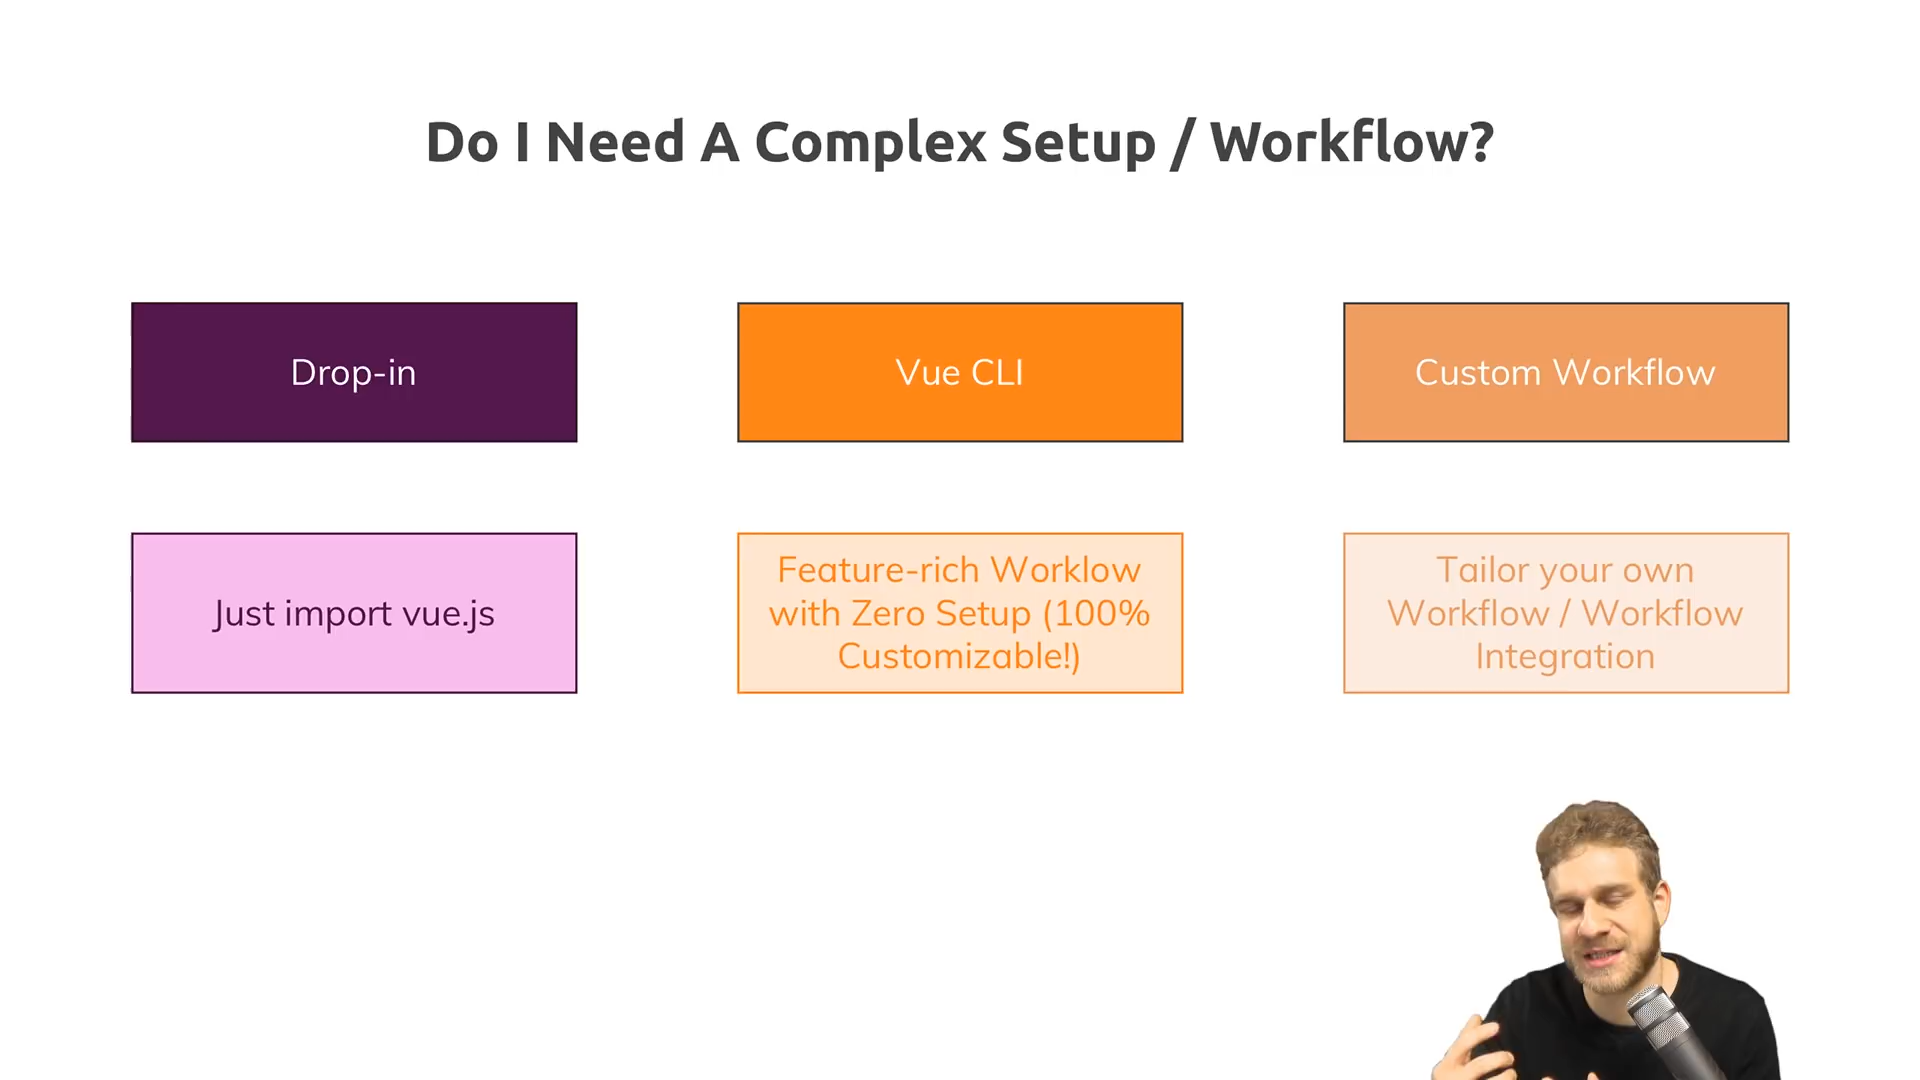 Do I Need A Complex Setup / Workflow?
Drop-in
Vue CLI
Custom Workflow
Just import vue.js
Feature-rich Worklow
with Zero Setup (100%
Customizable!)
Tailor your own
Workflow / Workflow
Integration